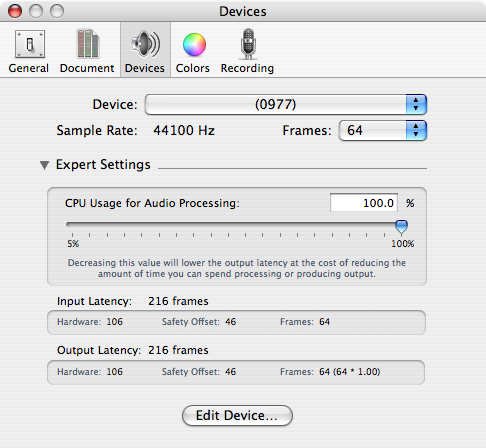 Devices
General Document Devices Colors Recording
Device: (0977)
Sample Rate: 44100 Hz Frames: 64
Expert Settings
CPU Usage for Audio Processing: 100.0 %
5% 100%
Decreasing this value will lower the output latency at the cost of reducing the
amount of time you can spend processing or producing output.
Input Latency: 216 frames
Hardware: 106 Safety Offset: 46 Frames: 64
Output Latency: 216 frames
Hardware: 106 Safety Offset: 46 Frames: 64 (64 * 1.00)
Edit Device...